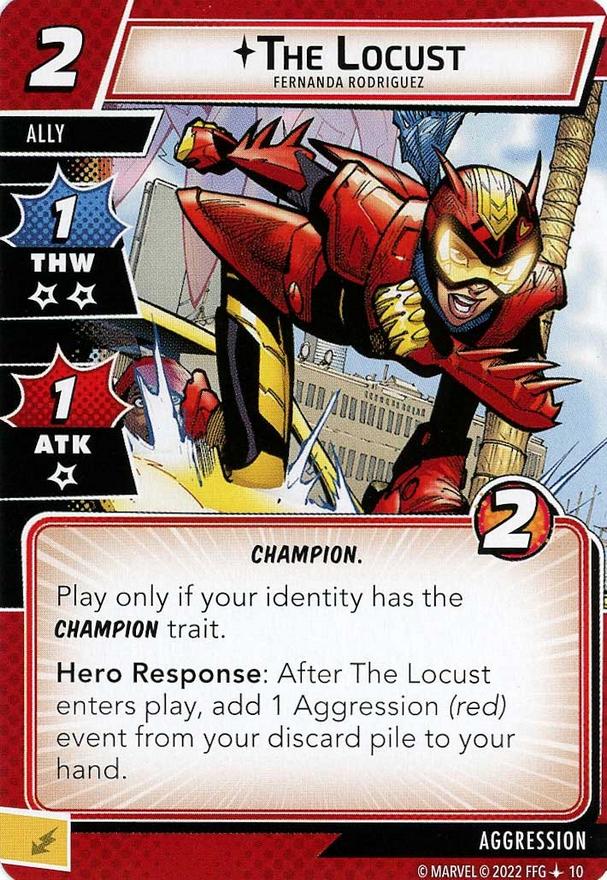 2
THE LOCUST
FERNANDA RODRIGUEZ
ALLY
1
THW
1
ATK
2
CHAMPION.
Play only if your identity has the
CHAMPION trait.
Hero Response: After The Locust
enters play, add 1 Aggression (red)
event from your discard pile to your
hand.
AGGRESSION
© MARVEL © 2022 FFG 10